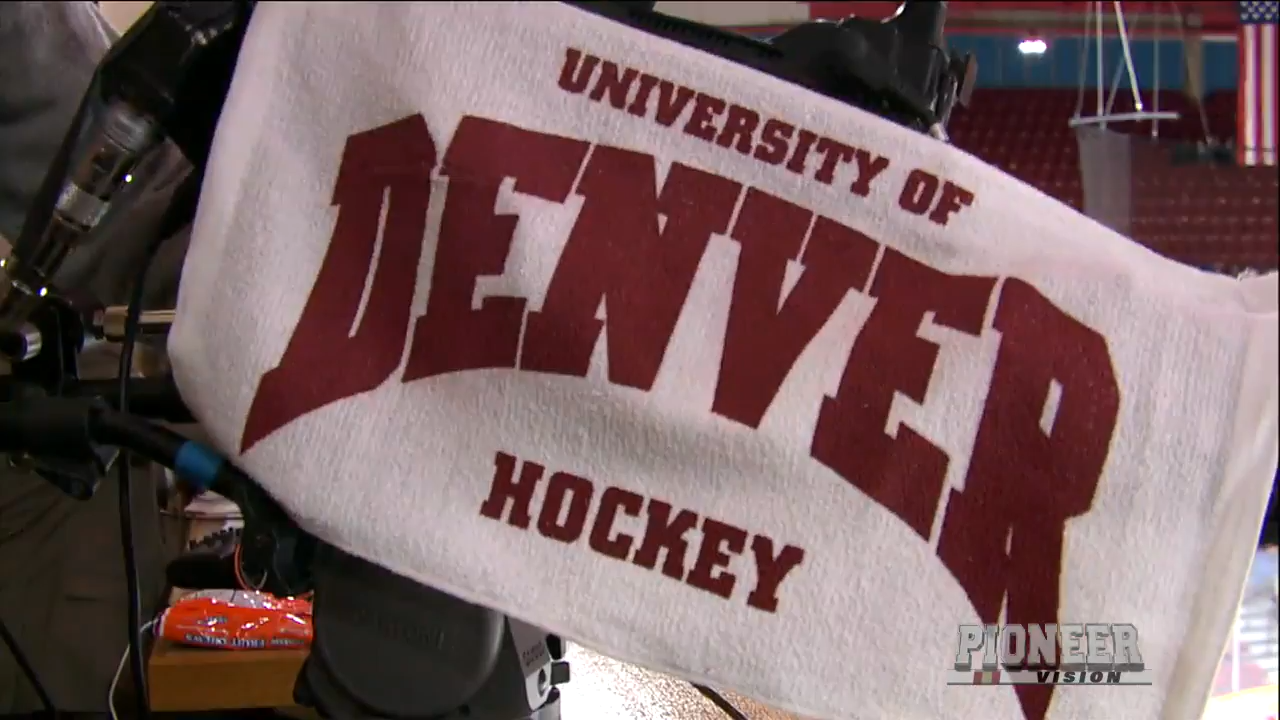 UNIVERSITY OF
DENVER
HOCKEY
PIONEER
VISION